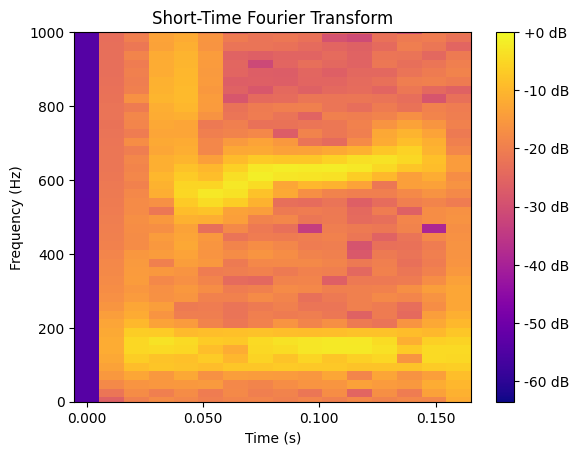 Short-Time Fourier Transform
1000
800
600
400
200
0
Frequency (Hz)
0.000
0.050
0.100
0.150
Time (s)
+0 dB
-10 dB
-20 dB
-30 dB
-40 dB
-50 dB
-60 dB